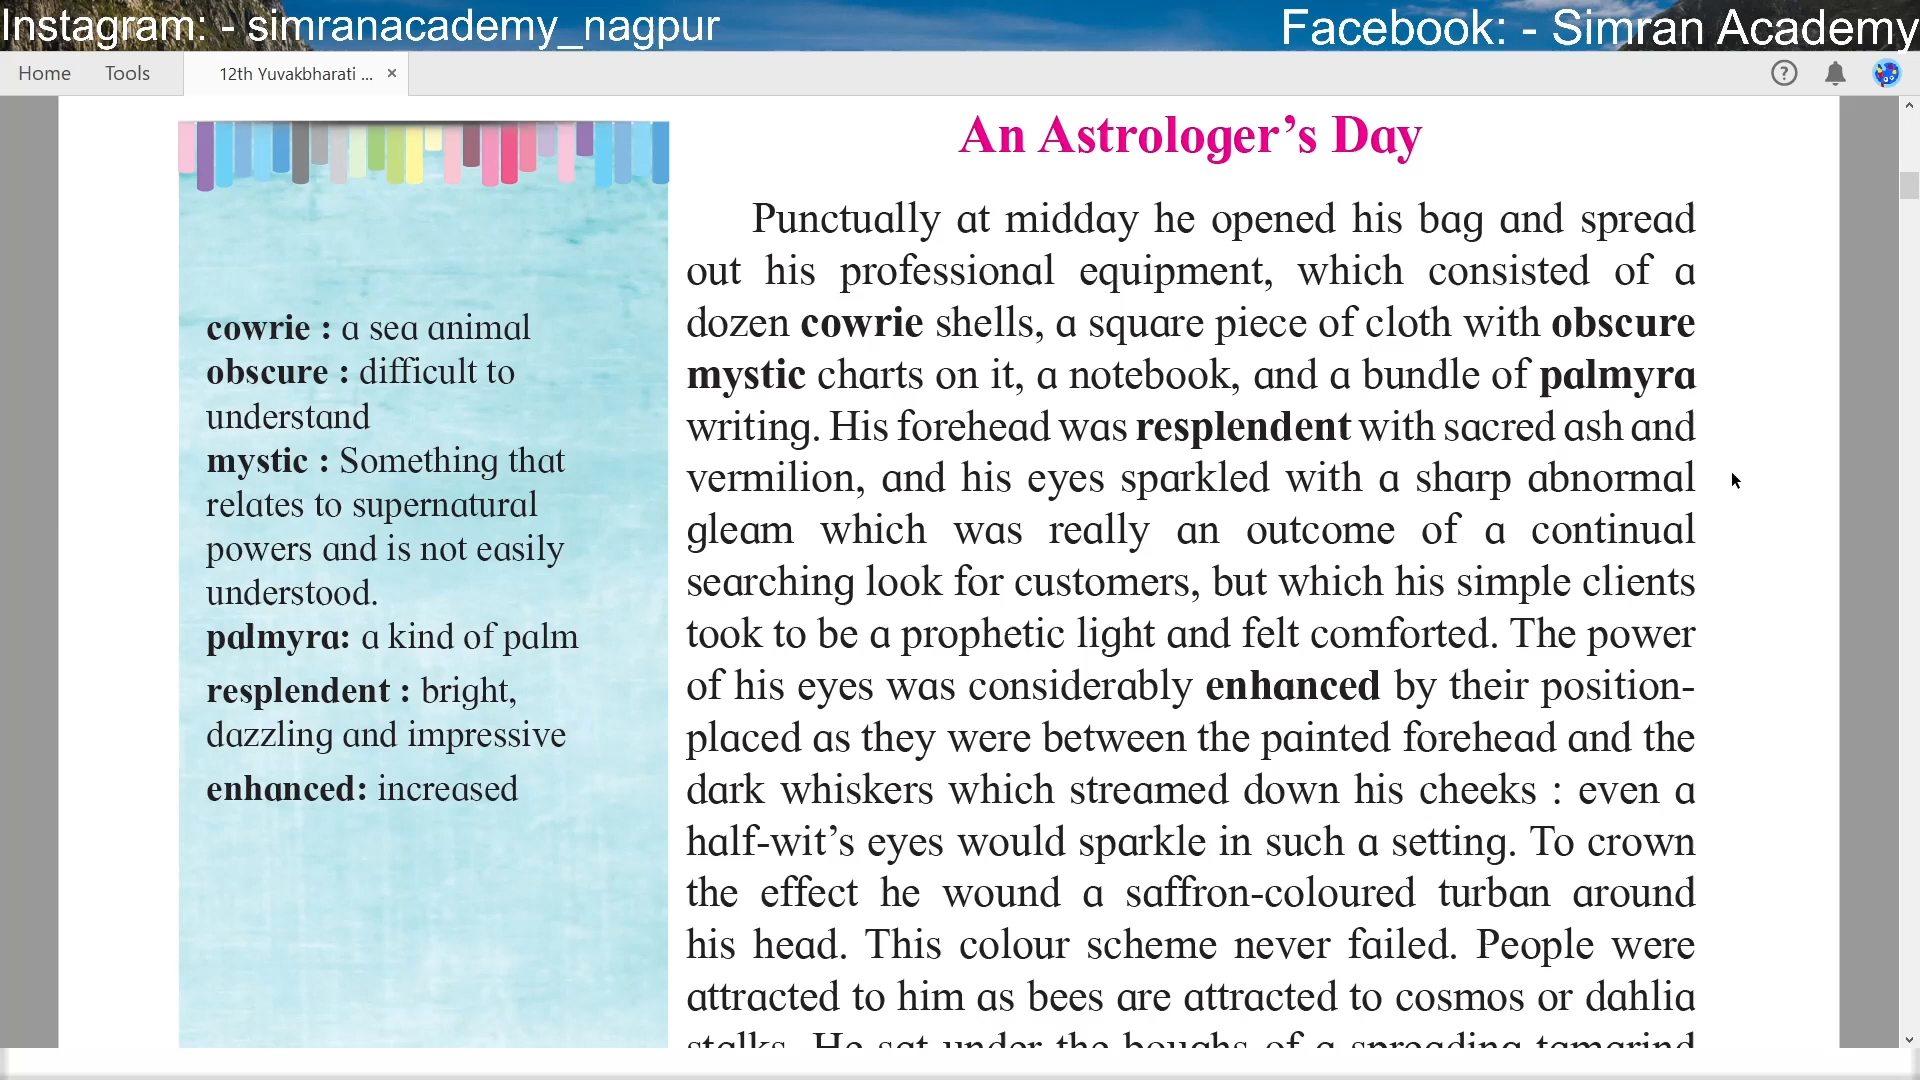 Instagram: - simranacademy_nagpur
Facebook: - Simran Academy
Home
Tools
12th Yuvakbharati ...
An Astrologer’s Day
cowrie : a sea animal
obscure : difficult to
understand
mystic : Something that
relates to supernatural
powers and is not easily
understood.
palmyra: a kind of palm
resplendent : bright,
dazzling and impressive
enhanced: increased
Punctually at midday he opened his bag and spread
out his professional equipment, which consisted of a
dozen cowrie shells, a square piece of cloth with obscure
mystic charts on it, a notebook, and a bundle of palmyra
writing. His forehead was resplendent with sacred ash and
vermilion, and his eyes sparkled with a sharp abnormal
gleam which was really an outcome of a continual
searching look for customers, but which his simple clients
took to be a prophetic light and felt comforted. The power
of his eyes was considerably enhanced by their position-
placed as they were between the painted forehead and the
dark whiskers which streamed down his cheeks : even a
half-wit’s eyes would sparkle in such a setting. To crown
the effect he wound a saffron-coloured turban around
his head. This colour scheme never failed. People were
attracted to him as bees are attracted to cosmos or dahlia
stalks. He sat under the boughs of a spreading tamarind